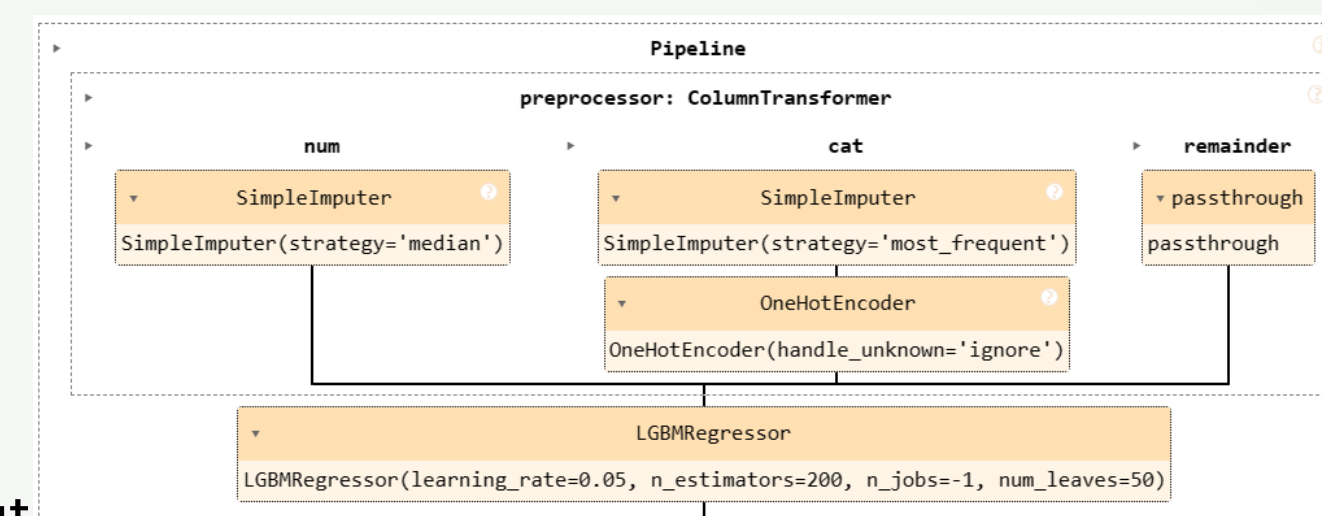 Pipeline
preprocessor: ColumnTransformer
num cat remainder
SimpleImputer ? SimpleImputer ? passthrough
SimpleImputer(strategy='median') SimpleImputer(strategy='most_frequent') passthrough
OneHotEncoder ?
OneHotEncoder(handle_unknown='ignore')
LGBMRegressor
LGBMRegressor(learning_rate=0.05, n_estimators=200, n_jobs=-1, num_leaves=50)